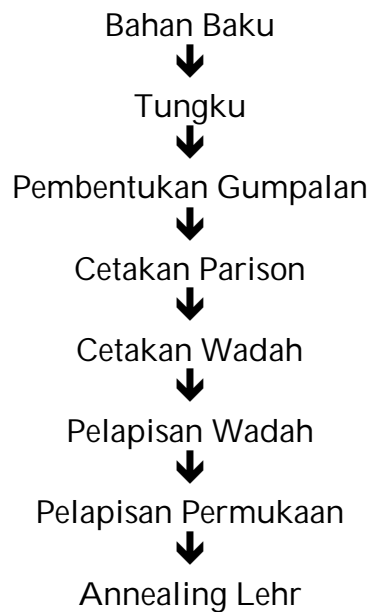 Bahan Baku
Tungku
Pembentukan Gumpalan
Cetakan Parison
Cetakan Wadah
Pelapisan Wadah
Pelapisan Permukaan
Annealing Lehr